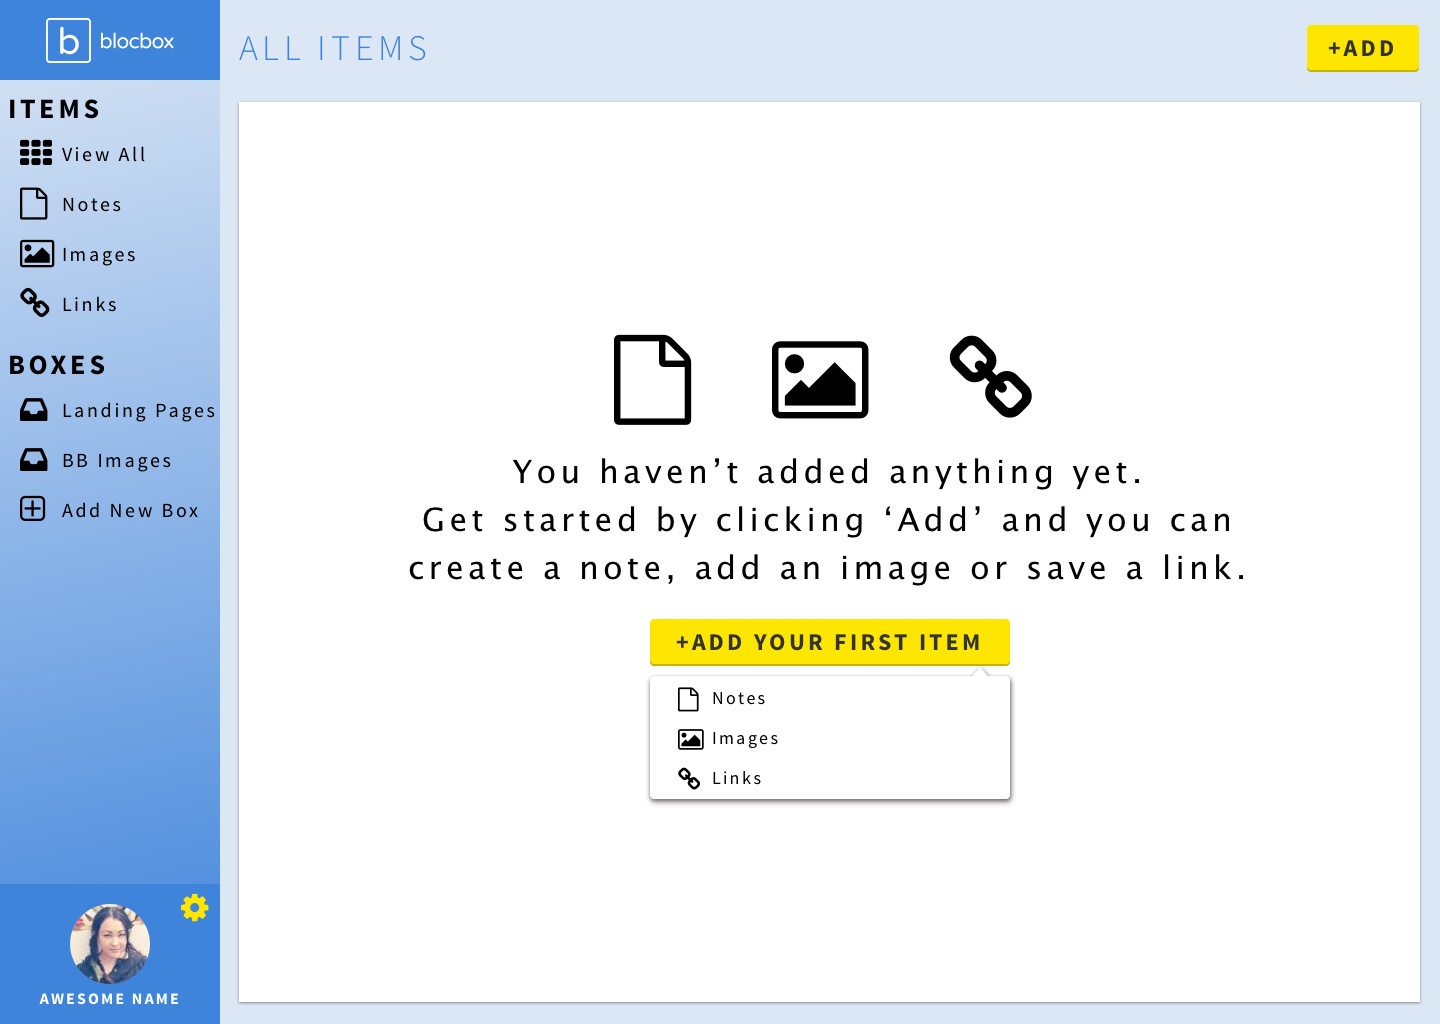 b blocbox
ITEMS
View All
Notes
Images
Links
BOXES
Landing Pages
BB Images
Add New Box
AWESOME NAME
ALL ITEMS
+ADD
You haven’t added anything yet.
Get started by clicking ‘Add’ and you can
create a note, add an image or save a link.
+ADD YOUR FIRST ITEM
Notes
Images
Links